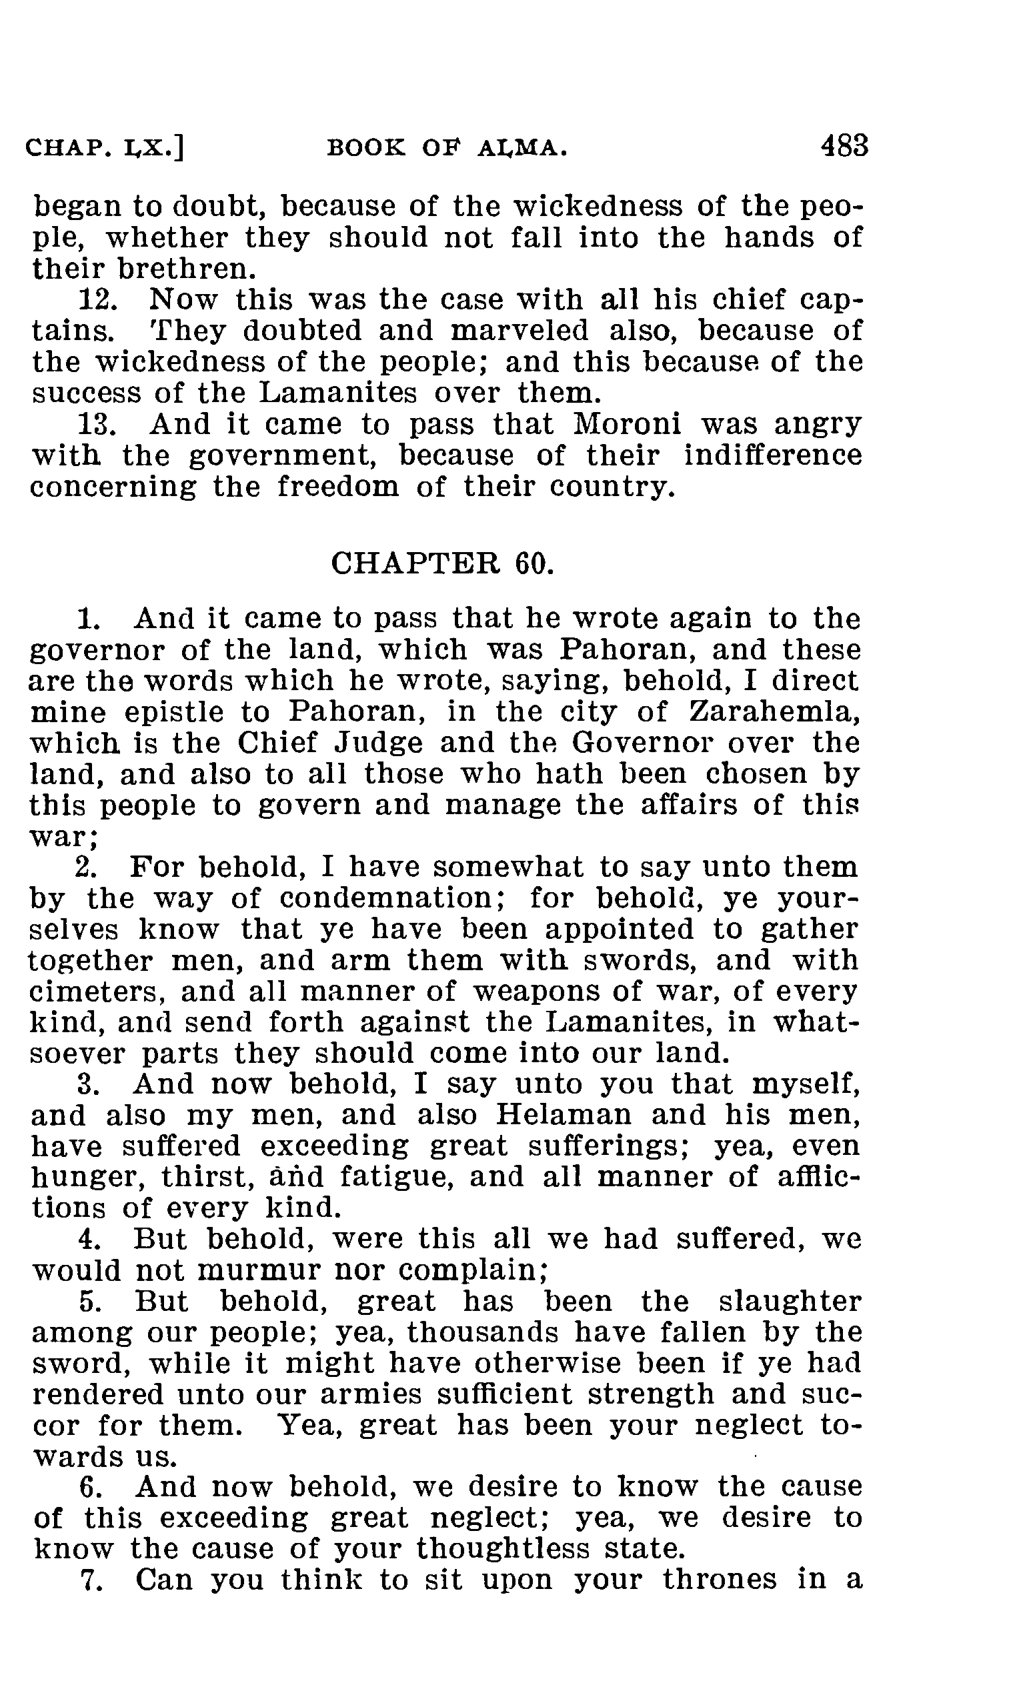 CHAP. LX.] BOOK OF ALMA. 483
began to doubt, because of the wickedness of the peo-
ple, whether they should not fall into the hands of
their brethren.
12. Now this was the case with all his chief cap-
tains. They doubted and marveled also, because of
the wickedness of the people; and this because of the
success of the Lamanites over them.
13. And it came to pass that Moroni was angry
with the government, because of their indifference
concerning the freedom of their country.
CHAPTER 60.
1. And it came to pass that he wrote again to the
governor of the land, which was Pahoran, and these
are the words which he wrote, saying, behold, I direct
mine epistle to Pahoran, in the city of Zarahemla,
which is the Chief Judge and the Governor over the
land, and also to all those who hath been chosen by
this people to govern and manage the affairs of this
war;
2. For behold, I have somewhat to say unto them
by the way of condemnation; for behold, ye your-
selves know that ye have been appointed to gather
together men, and arm them with swords, and with
cimeters, and all manner of weapons of war, of every
kind, and send forth against the Lamanites, in what-
soever parts they should come into our land.
3. And now behold, I say unto you that myself,
and also my men, and also Helaman and his men,
have suffered exceeding great sufferings; yea, even
hunger, thirst, and fatigue, and all manner of afflic-
tions of every kind.
4. But behold, were this all we had suffered, we
would not murmur nor complain;
5. But behold, great has been the slaughter
among our people; yea, thousands have fallen by the
sword, while it might have otherwise been if ye had
rendered unto our armies sufficient strength and suc-
cor for them. Yea, great has been your neglect to-
wards us.
6. And now behold, we desire to know the cause
of this exceeding great neglect; yea, we desire to
know the cause of your thoughtless state.
7. Can you think to sit upon your thrones in a